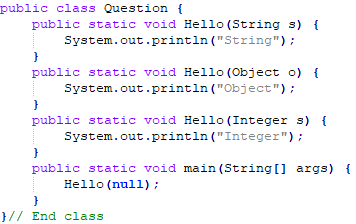 public class Question {
    public static void Hello(String s) {
        System.out.println("String");
    }
    public static void Hello(Object o) {
        System.out.println("Object");
    }
    public static void Hello(Integer s) {
        System.out.println("Integer");
    }
    public static void main(String[] args) {
        Hello(null);
    }
}// End class